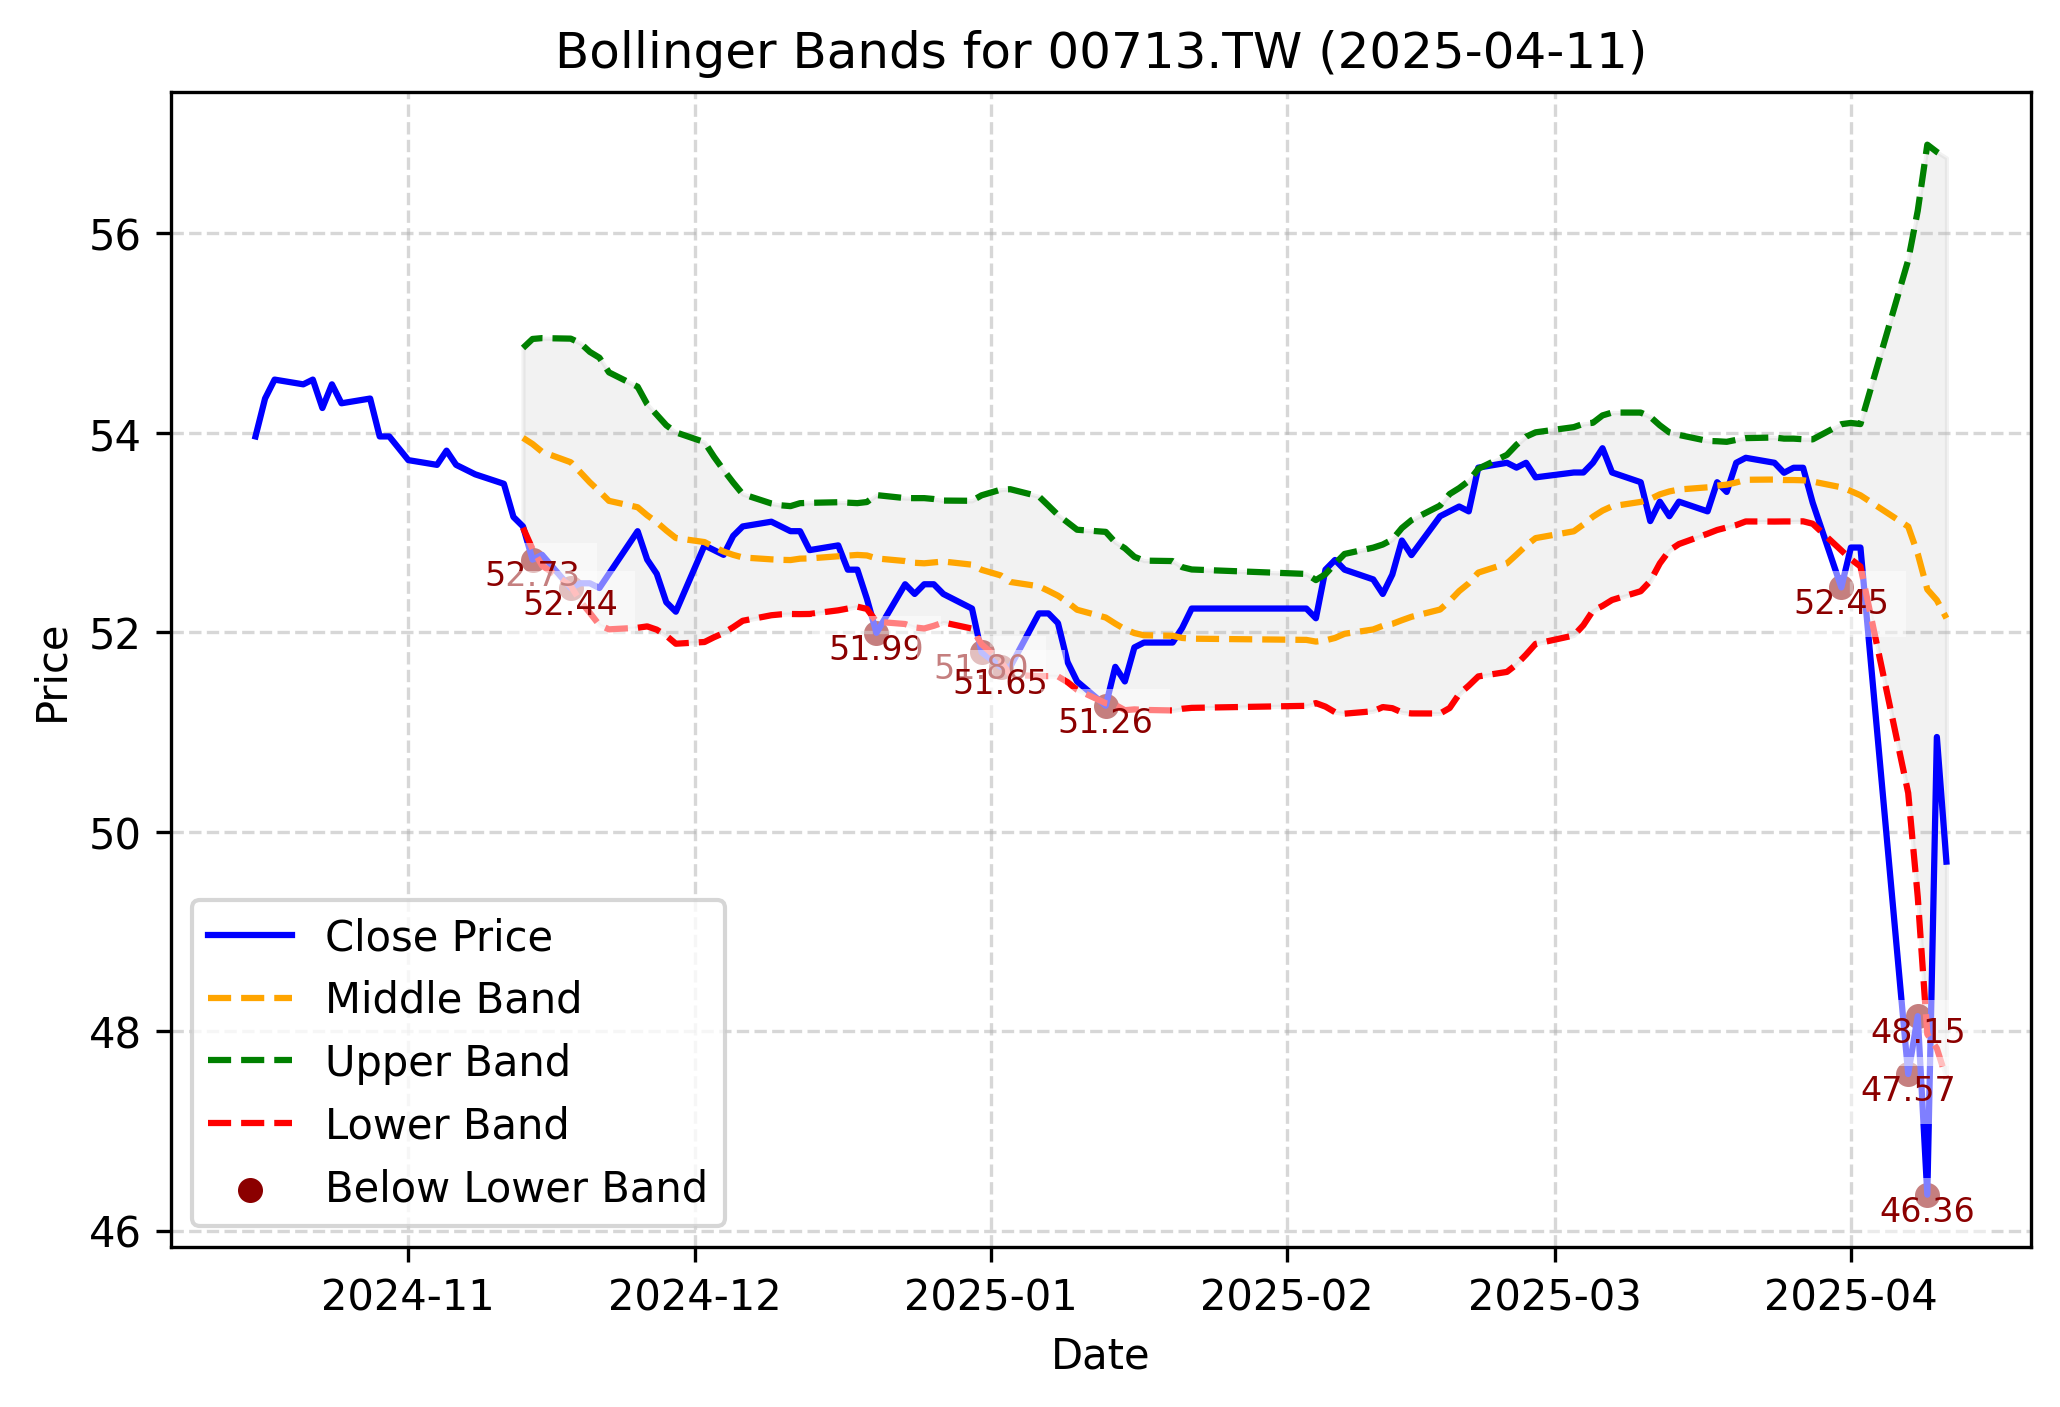 Bollinger Bands for 00713.TW (2025-04-11)
Price
56
54
52
50
48
46
52.73
52.44
51.99
51.80
51.65
51.26
52.45
48.15
47.57
46.36
Close Price
Middle Band
Upper Band
Lower Band
Below Lower Band
2024-11
2024-12
2025-01
2025-02
2025-03
2025-04
Date